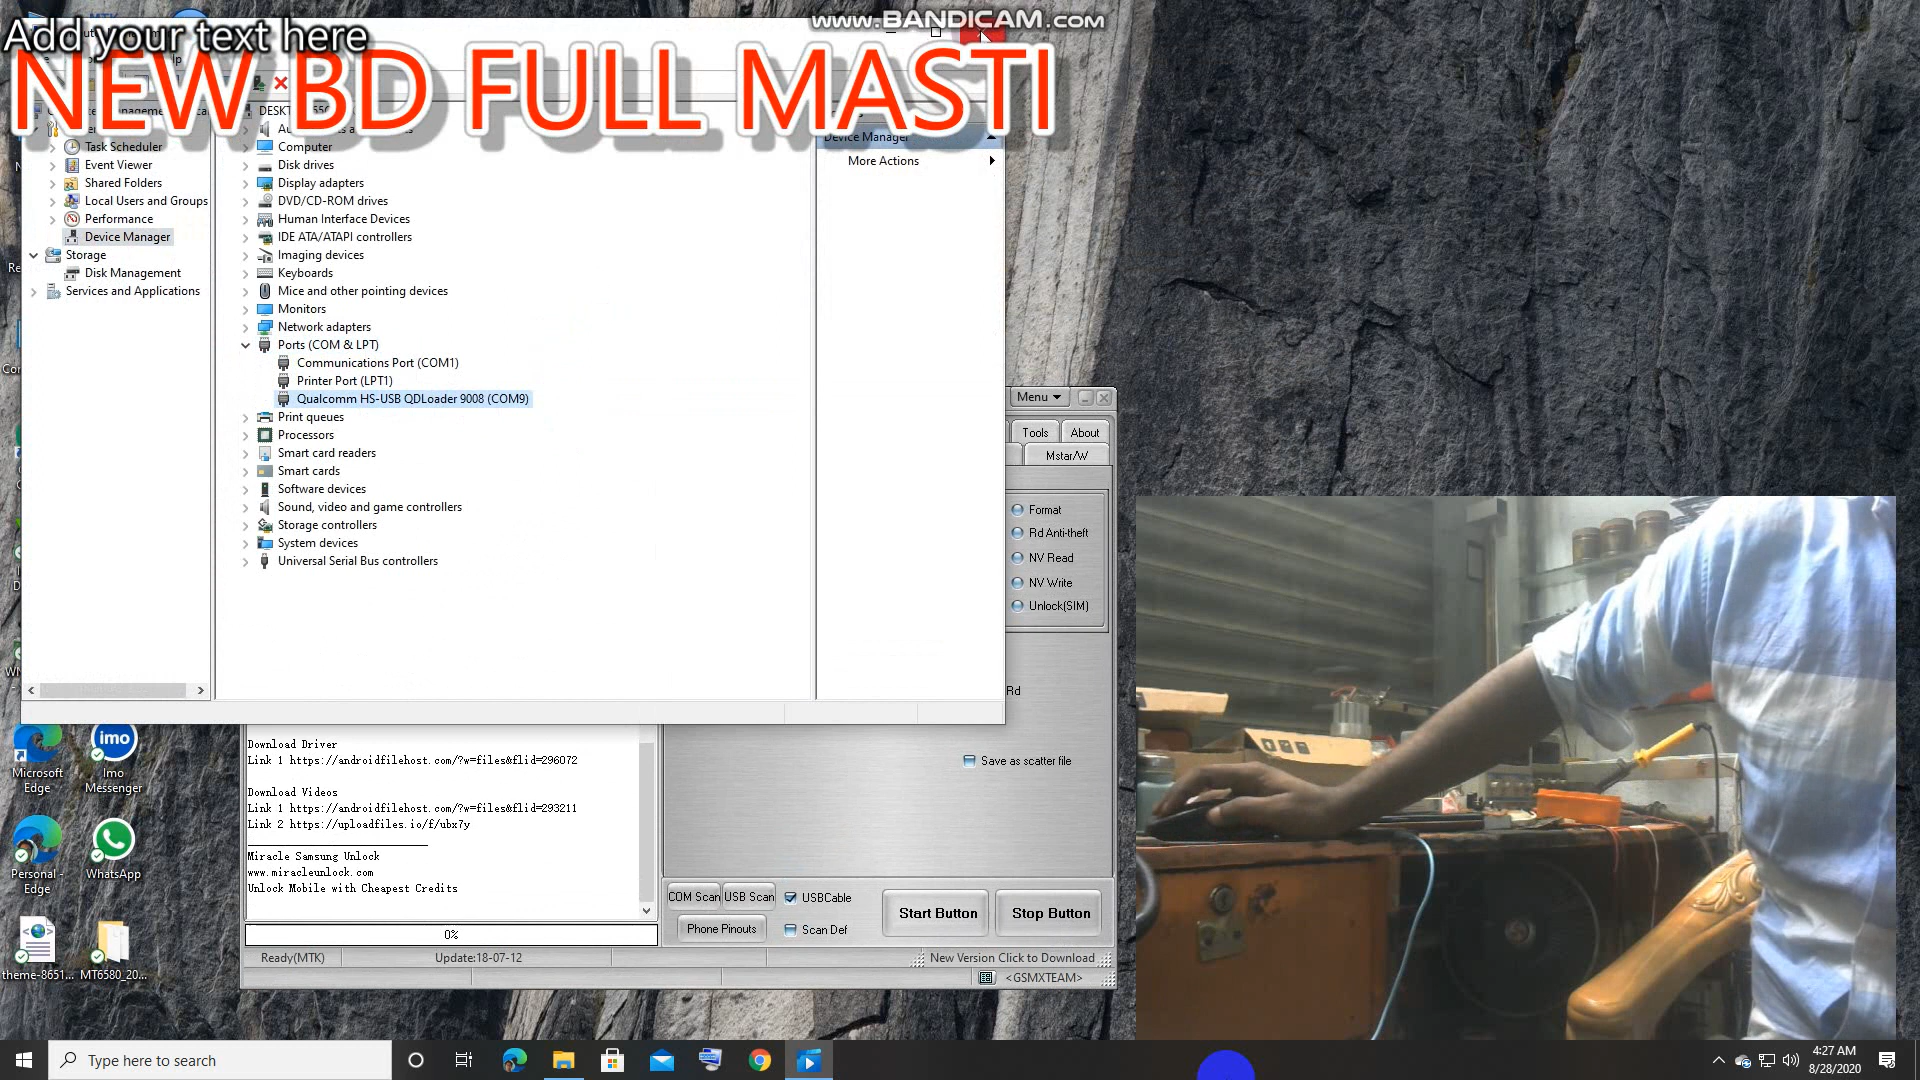 www.BANDICAM.com
Add your text here
NEW BD FULL MASTI
Task Scheduler
Event Viewer
Shared Folders
Local Users and Groups
Performance
Device Manager
Storage
Disk Management
Services and Applications
Computer
Disk drives
Display adapters
DVD/CD-ROM drives
Human Interface Devices
IDE ATA/ATAPI controllers
Imaging devices
Keyboards
Mice and other pointing devices
Monitors
Network adapters
Ports (COM & LPT)
Communications Port (COM1)
Printer Port (LPT1)
Qualcomm HS-USB QDLoader 9008 (COM9)
Print queues
Processors
Smart card readers
Smart cards
Software devices
Sound, video and game controllers
Storage controllers
System devices
Universal Serial Bus controllers
Device Manager
More Actions
Menu
Tools
About
Mstar/W
Format
Rd Anti-theft
NV Read
NV Write
Unlock(SIM)
Rd
Save as scatter file
Download Driver
Link 1 https://androidfilehost.com/?w=files&flid=296072
Download Videos
Link 1 https://androidfilehost.com/?w=files&flid=293211
Link 2 https://uploadfiles.io/f/ubx7y
Miracle Samsung Unlock
www.miracleunlock.com
Unlock Mobile with Cheapest Credits
0%
COM Scan
USB Scan
USBCable
Phone Pinouts
Scan Def
Start Button
Stop Button
Ready(MTK)
Update:18-07-12
New Version Click to Download
<GSMXTEAM>
Microsoft Edge
imo
Imo Messenger
Personal - Edge
WhatsApp
theme-8651...
MT6580_20...
Type here to search
4:27 AM
8/28/2020